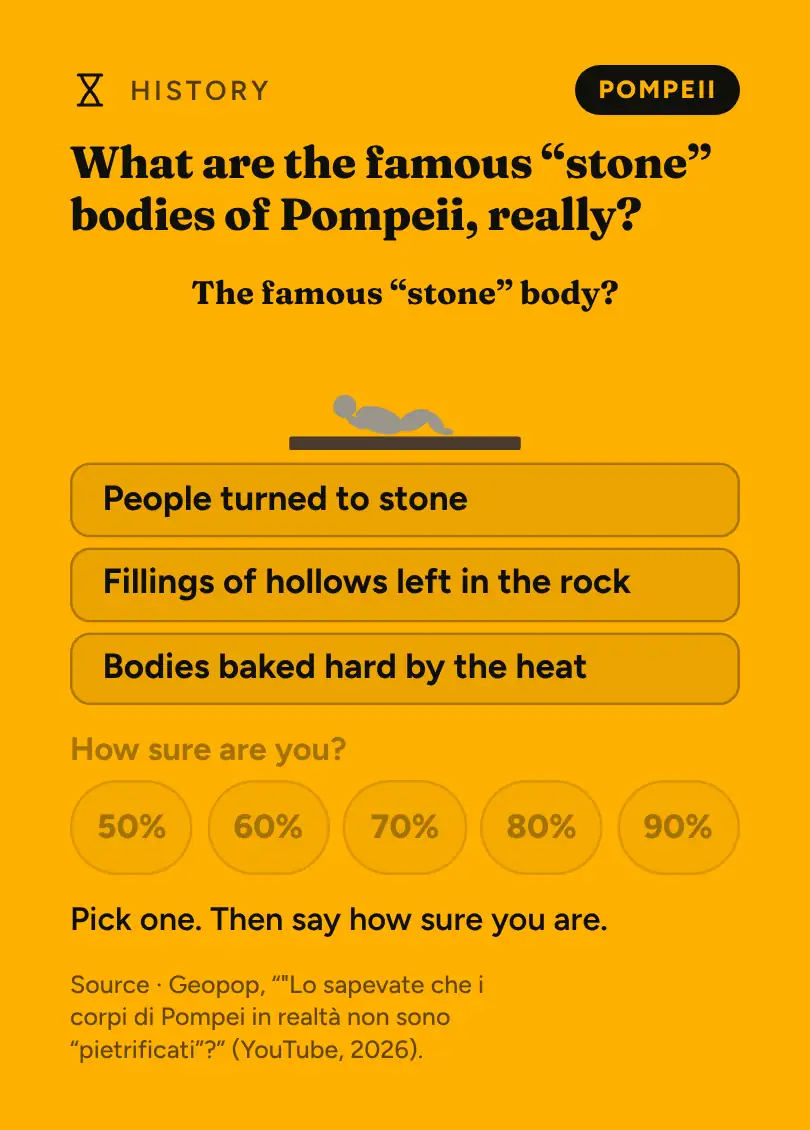 HISTORY
POMPEII
What are the famous “stone”
bodies of Pompeii, really?
The famous “stone” body?
People turned to stone
Fillings of hollows left in the rock
Bodies baked hard by the heat
How sure are you?
50% 60% 70% 80% 90%
Pick one. Then say how sure you are.
Source · Geopop, “"Lo sapevate che i
corpi di Pompei in realtà non sono
“pietrificati”?” (YouTube, 2026).